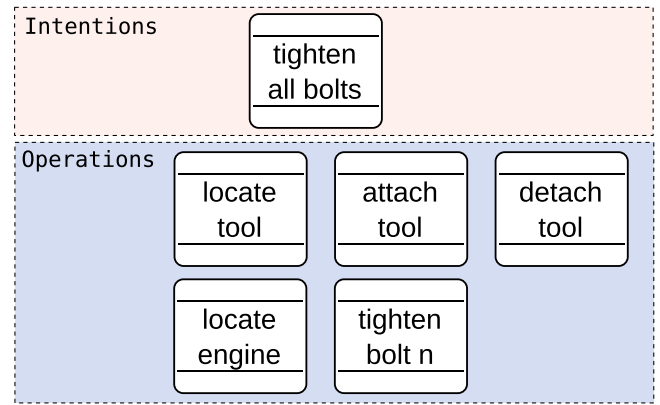 Intentions
tighten
all bolts
Operations
locate
tool
attach
tool
detach
tool
locate
engine
tighten
bolt n